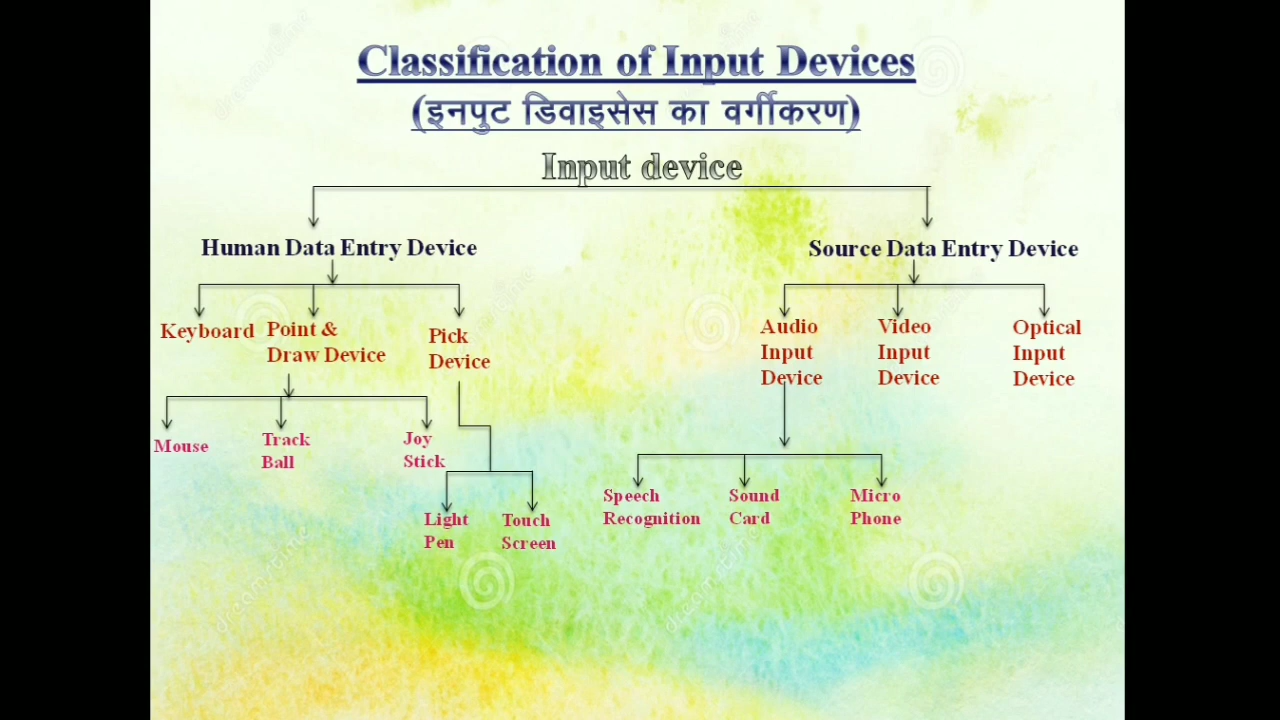 Classification of Input Devices
(इनपुट डिवाइसेस का वर्गीकरण)
Input device
Human Data Entry Device
Source Data Entry Device
Keyboard
Point &
Draw Device
Pick
Device
Audio
Input
Device
Video
Input
Device
Optical
Input
Device
Mouse
Track
Ball
Joy
Stick
Light
Pen
Touch
Screen
Speech
Recognition
Sound
Card
Micro
Phone
dreamstime
dreamstime